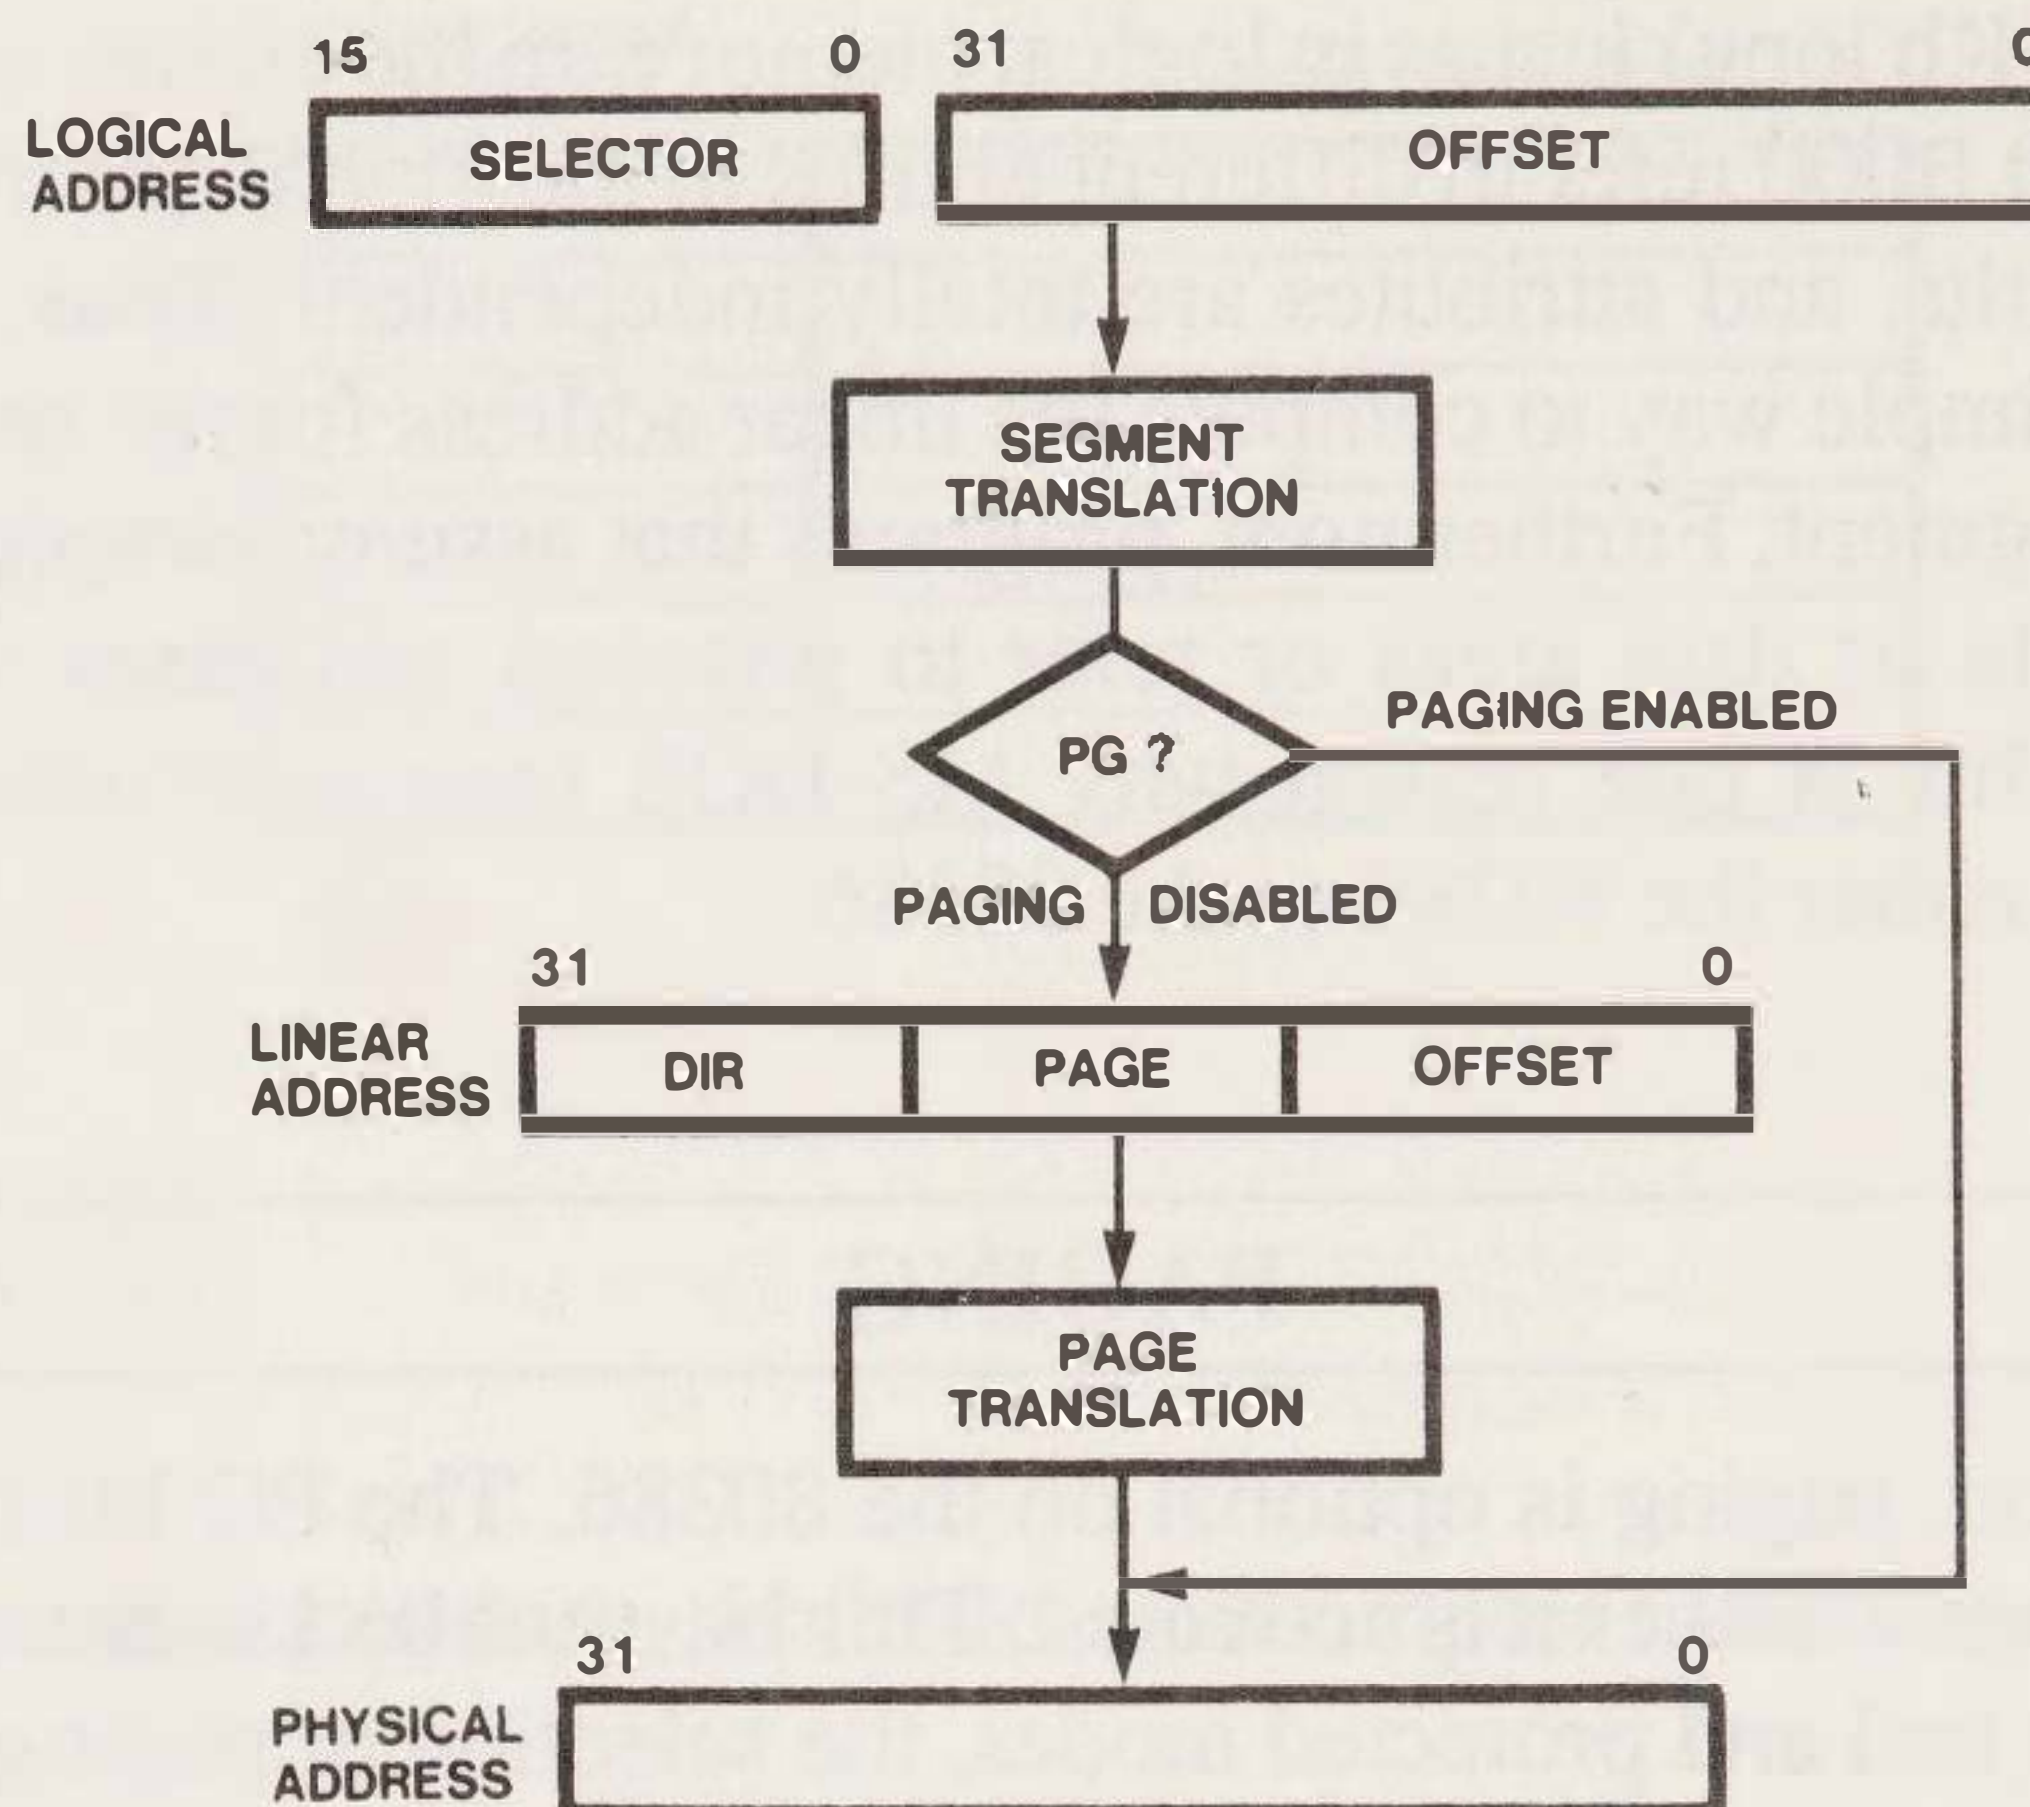 15 0 31 0
LOGICAL
ADDRESS
SELECTOR
OFFSET
SEGMENT
TRANSLATION
PG ?
PAGING ENABLED
PAGING DISABLED
31 0
LINEAR
ADDRESS
DIR
PAGE
OFFSET
PAGE
TRANSLATION
31 0
PHYSICAL
ADDRESS